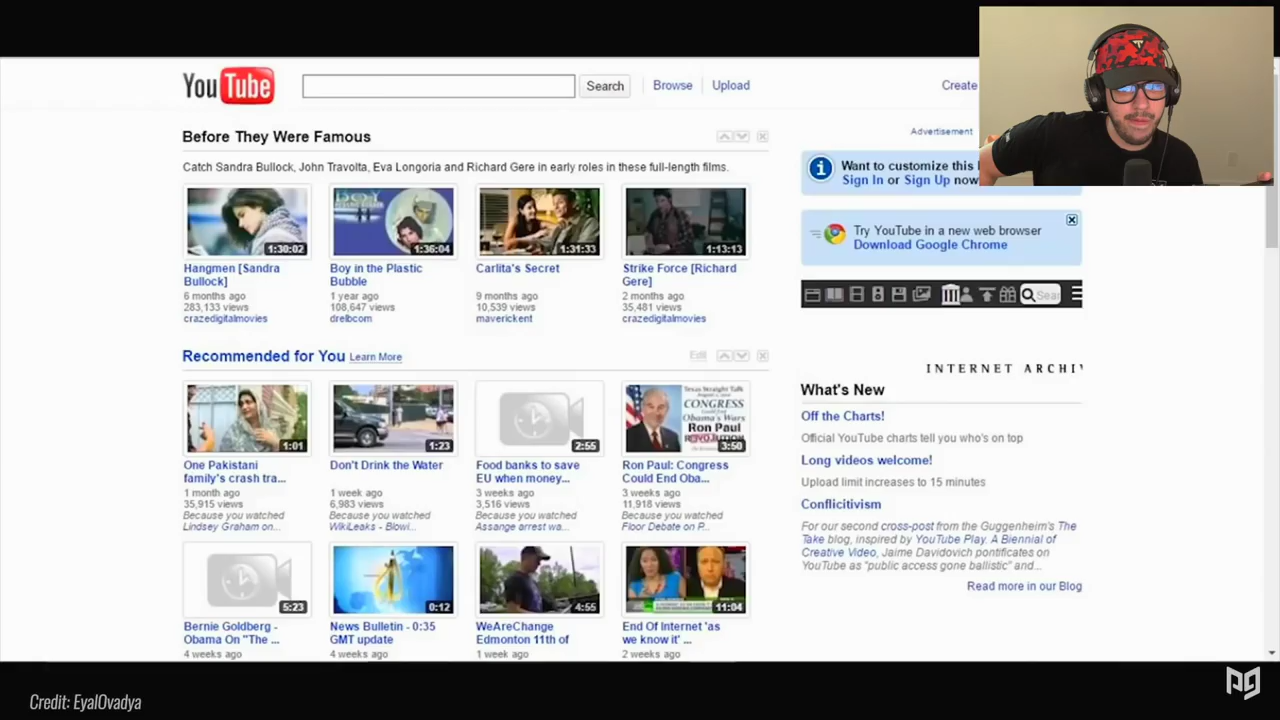 YouTube
Search
Browse
Upload
Create
Before They Were Famous
Advertisement
Catch Sandra Bullock, John Travolta, Eva Longoria and Richard Gere in early roles in these full-length films.
Want to customize this
Sign In or Sign Up now
1:30:02
1:36:04
1:31:33
1:13:13
Try YouTube in a new web browser
Download Google Chrome
Hangmen [Sandra
Bullock]
6 months ago
283,133 views
crazedigitalmovies
Boy in the Plastic
Bubble
1 year ago
108,647 views
drelbcom
Carlita's Secret
9 months ago
10,539 views
maverickent
Strike Force [Richard
Gere]
2 months ago
35,481 views
crazedigitalmovies
Sear
Recommended for You Learn More
Edit
INTERNET ARCHIV
What's New
Off the Charts!
Official YouTube charts tell you who's on top
Long videos welcome!
Upload limit increases to 15 minutes
Conflicitivism
For our second cross-post from the Guggenheim's The
Take blog, inspired by YouTube Play. A Biennial of
Creative Video, Jaime Davidovich pontificates on
YouTube as "public access gone ballistic" and...
Read more in our Blog
1:01
1:23
2:55
Texas Straight Talk
CONGRESS
Could End
Obama's Wars
Ron Paul
REVOLUTION
3:50
One Pakistani
family's crash tra...
1 month ago
35,915 views
Because you watched
Lindsey Graham on...
Don't Drink the Water
1 week ago
6,983 views
Because you watched
WikiLeaks - Blowi...
Food banks to save
EU when money...
3 weeks ago
3,516 views
Because you watched
Assange arrest wa...
Ron Paul: Congress
Could End Oba...
3 weeks ago
11,918 views
Because you watched
Floor Debate on P...
5:23
0:12
4:55
11:04
Bernie Goldberg -
Obama On "The ...
4 weeks ago
News Bulletin - 0:35
GMT update
4 weeks ago
WeAreChange
Edmonton 11th of
1 week ago
End Of Internet 'as
we know it' ...
2 weeks ago
Credit: EyalOvadya